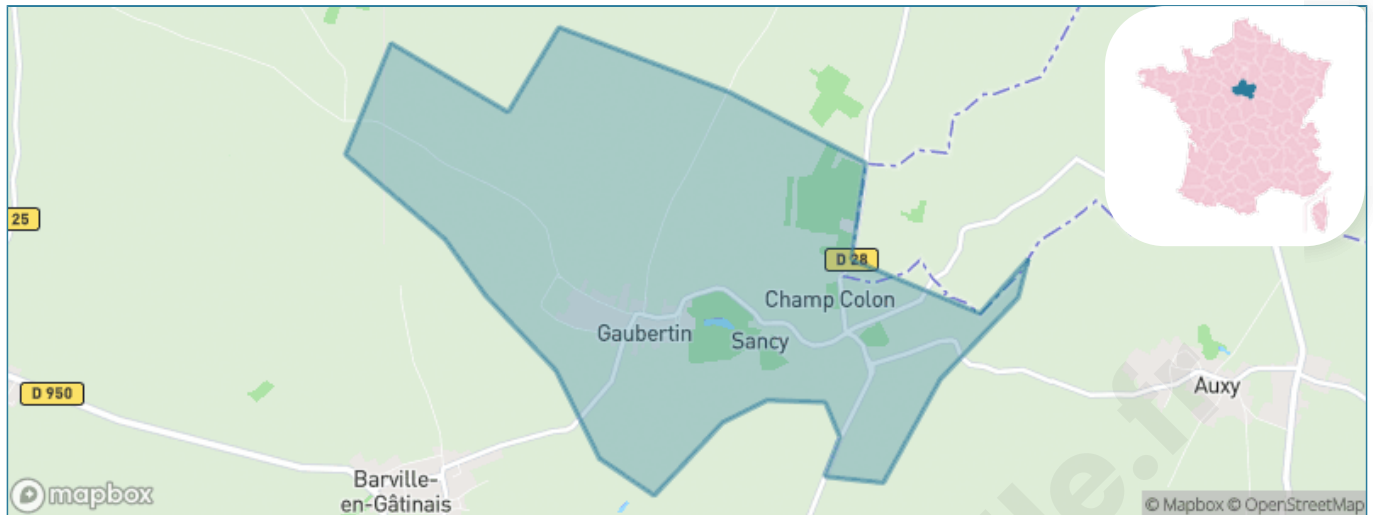 25
D 28
Champ Colon
Gaubertin
Sancy
D 950
Auxy
Barville-
en-Gâtinais
mapbox
© Mapbox © OpenStreetMap